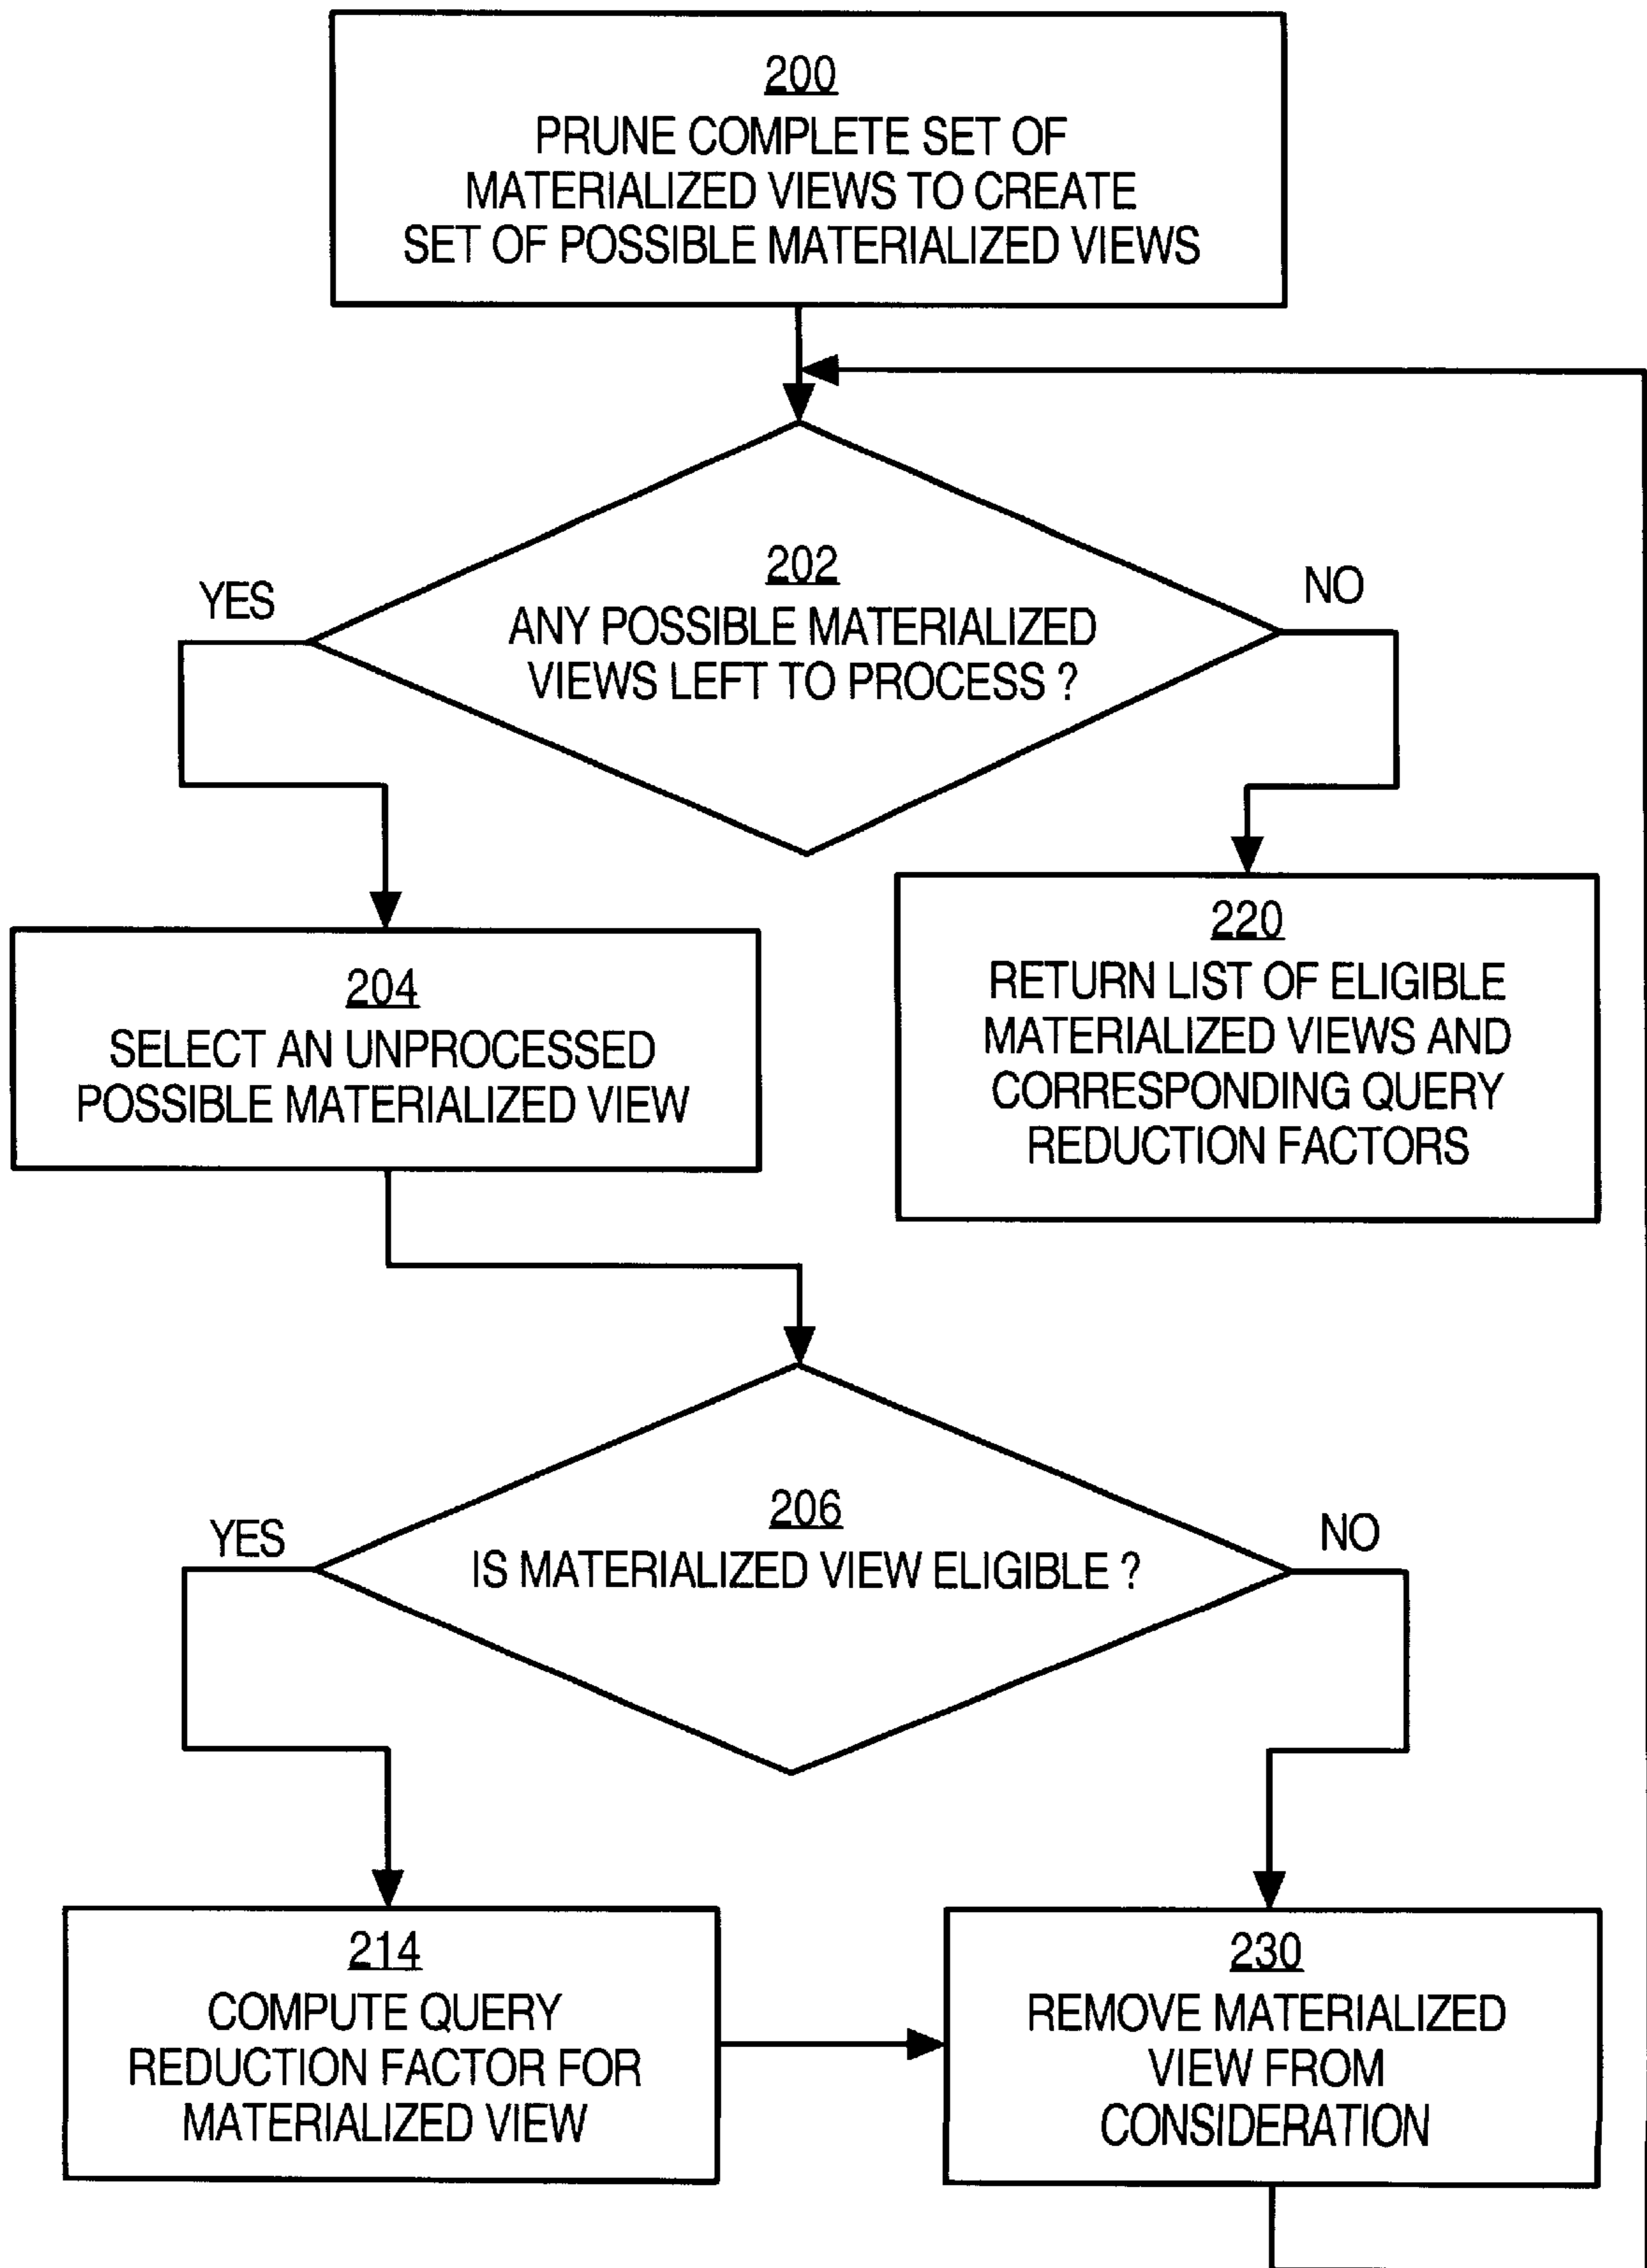 200
PRUNE COMPLETE SET OF
MATERIALIZED VIEWS TO CREATE
SET OF POSSIBLE MATERIALIZED VIEWS
YES
202
ANY POSSIBLE MATERIALIZED
VIEWS LEFT TO PROCESS ?
NO
204
SELECT AN UNPROCESSED
POSSIBLE MATERIALIZED VIEW
220
RETURN LIST OF ELIGIBLE
MATERIALIZED VIEWS AND
CORRESPONDING QUERY
REDUCTION FACTORS
YES
206
IS MATERIALIZED VIEW ELIGIBLE ?
NO
214
COMPUTE QUERY
REDUCTION FACTOR FOR
MATERIALIZED VIEW
230
REMOVE MATERIALIZED
VIEW FROM
CONSIDERATION